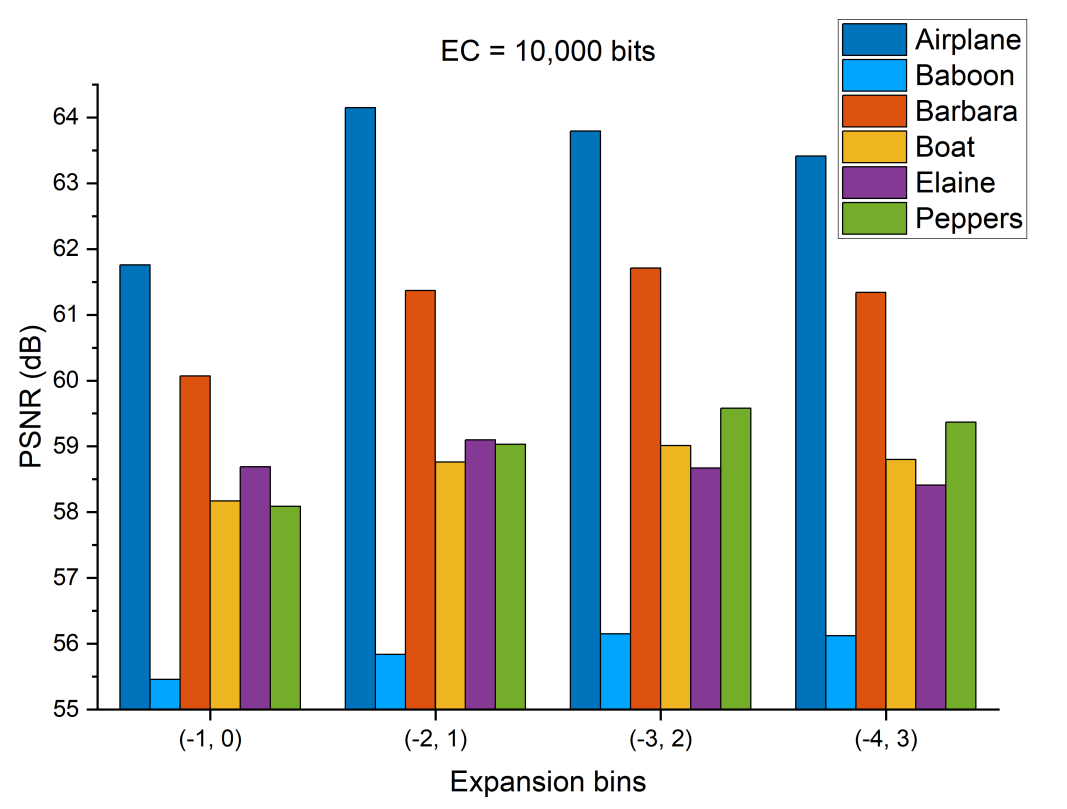 EC = 10,000 bits
Airplane
Baboon
Barbara
Boat
Elaine
Peppers
PSNR (dB)
64
63
62
61
60
59
58
57
56
55
(-1, 0) (-2, 1) (-3, 2) (-4, 3)
Expansion bins